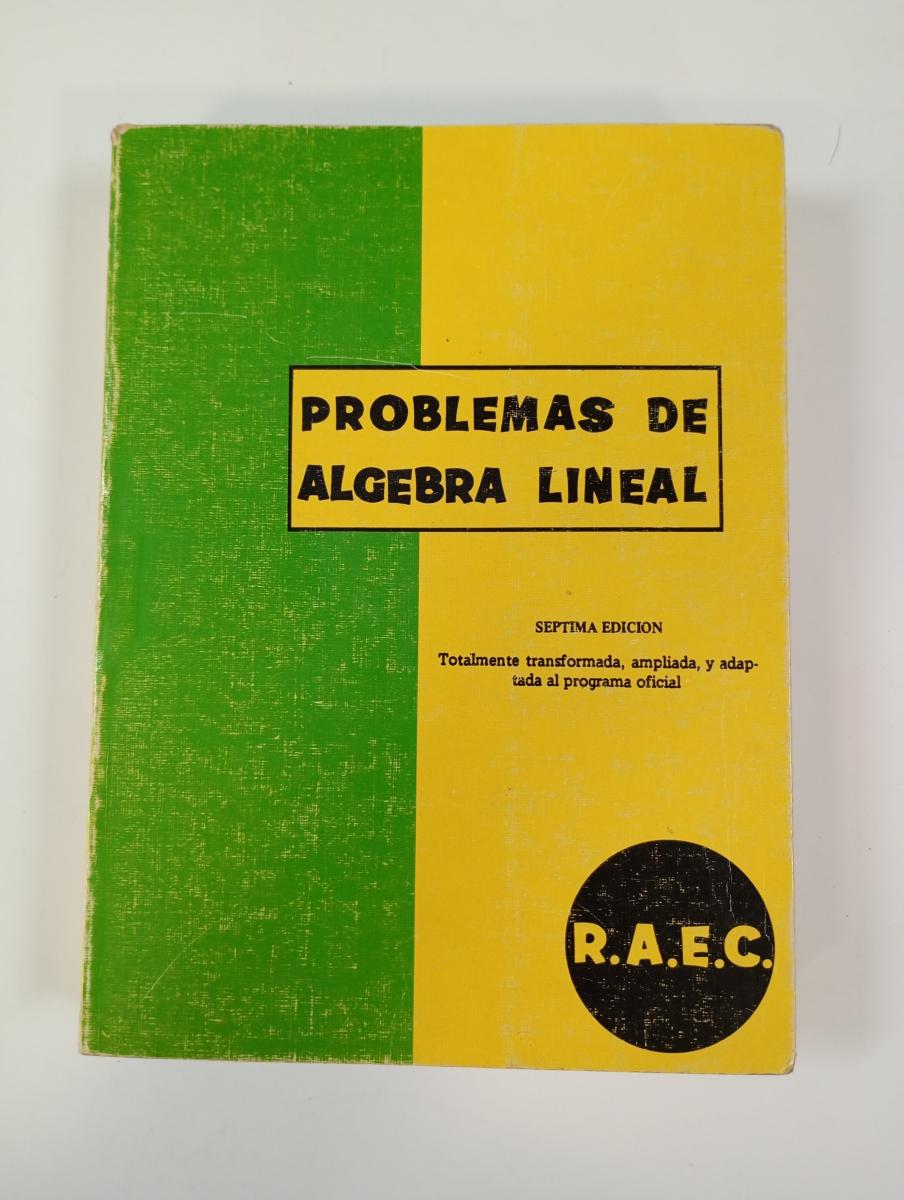 PROBLEMAS DE
ALGEBRA LINEAL
SEPTIMA EDICION
Totalmente transformada, ampliada, y adap-
tada al programa oficial
R.A.E.C.